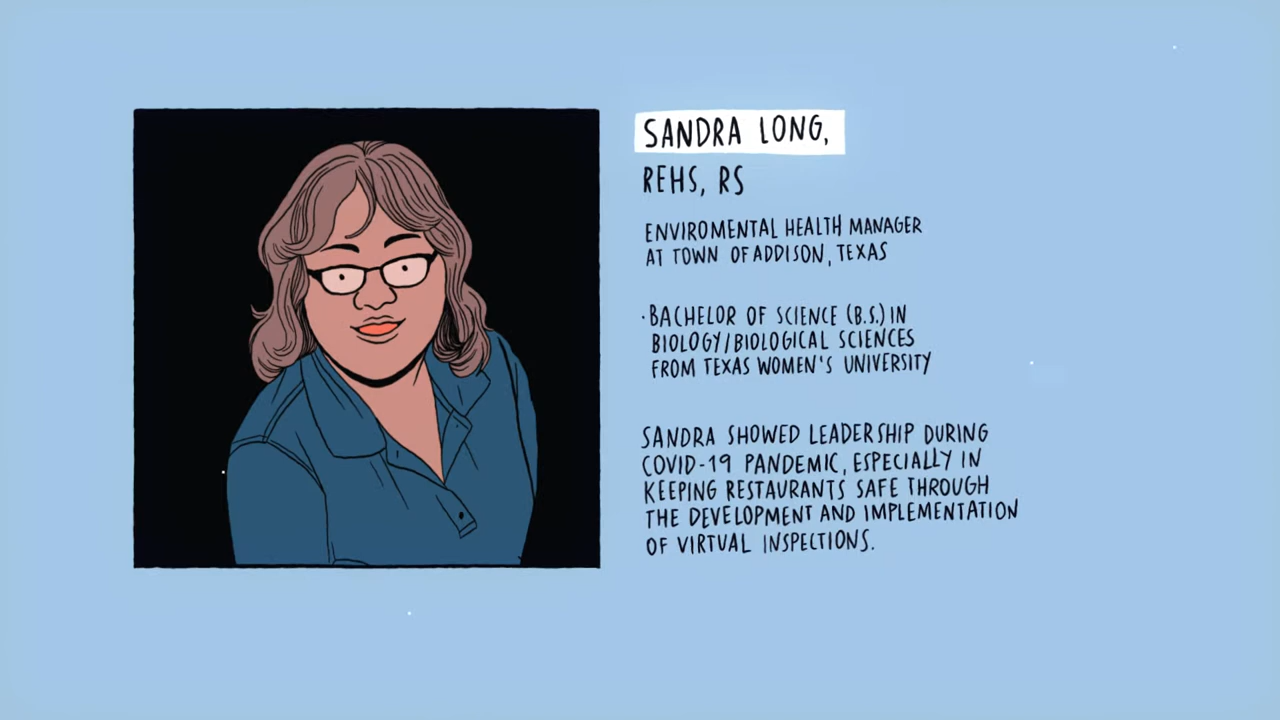 SANDRA LONG,
REHS, RS
ENVIROMENTAL HEALTH MANAGER
AT TOWN OF ADDISON, TEXAS
·BACHELOR OF SCIENCE (B.S.) IN
BIOLOGY/BIOLOGICAL SCIENCES
FROM TEXAS WOMEN'S UNIVERSITY
SANDRA SHOWED LEADERSHIP DURING
COVID-19 PANDEMIC, ESPECIALLY IN
KEEPING RESTAURANTS SAFE THROUGH
THE DEVELOPMENT AND IMPLEMENTATION
OF VIRTUAL INSPECTIONS.